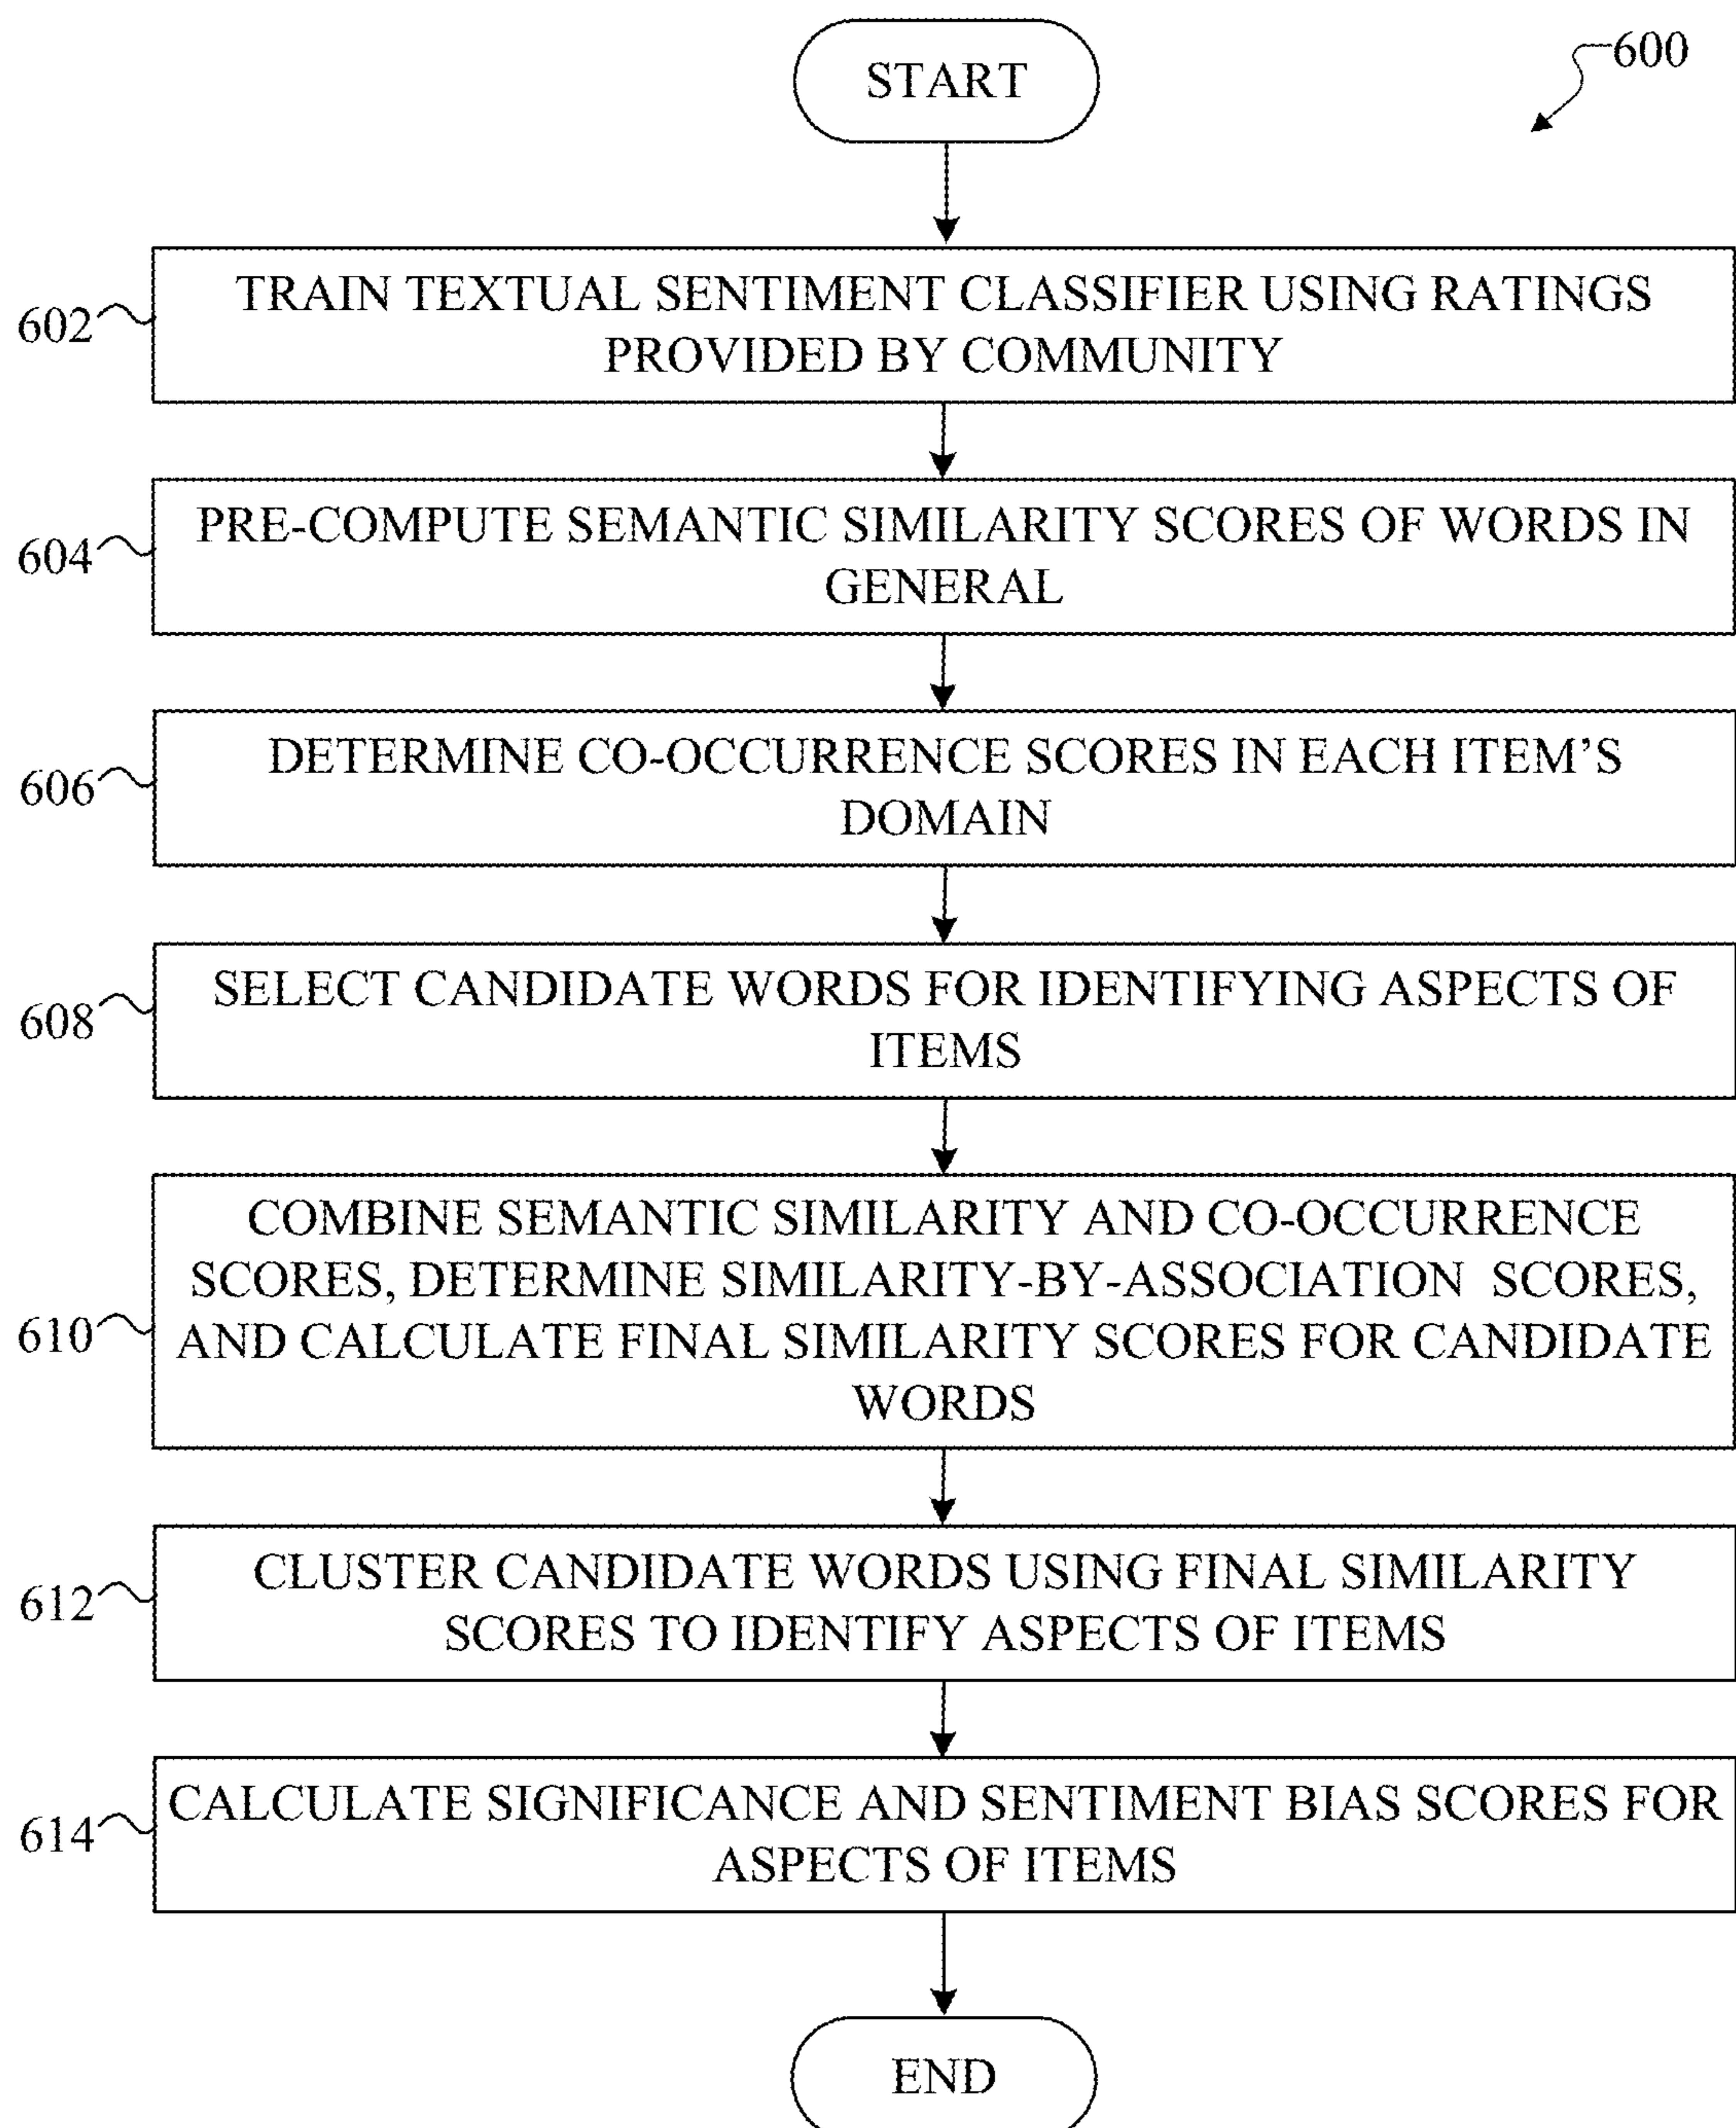 START
600
602
TRAIN TEXTUAL SENTIMENT CLASSIFIER USING RATINGS
PROVIDED BY COMMUNITY
604
PRE-COMPUTE SEMANTIC SIMILARITY SCORES OF WORDS IN
GENERAL
606
DETERMINE CO-OCCURRENCE SCORES IN EACH ITEM'S
DOMAIN
608
SELECT CANDIDATE WORDS FOR IDENTIFYING ASPECTS OF
ITEMS
610
COMBINE SEMANTIC SIMILARITY AND CO-OCCURRENCE
SCORES, DETERMINE SIMILARITY-BY-ASSOCIATION SCORES,
AND CALCULATE FINAL SIMILARITY SCORES FOR CANDIDATE
WORDS
612
CLUSTER CANDIDATE WORDS USING FINAL SIMILARITY
SCORES TO IDENTIFY ASPECTS OF ITEMS
614
CALCULATE SIGNIFICANCE AND SENTIMENT BIAS SCORES FOR
ASPECTS OF ITEMS
END